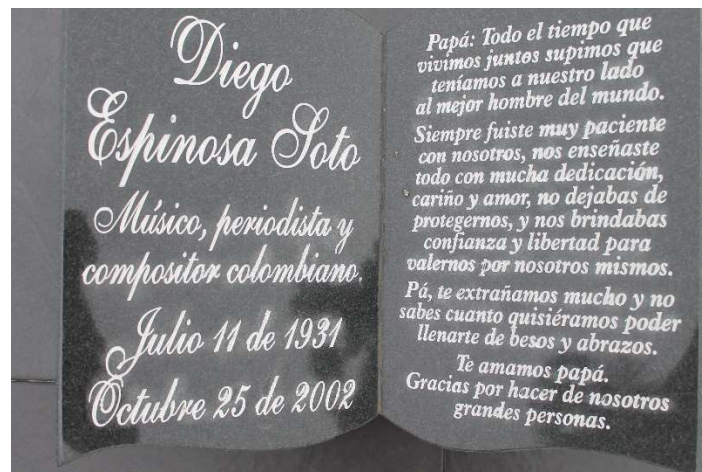 Diego
Espinosa Soto
Músico, periodista y
compositor colombiano.
Julio 11 de 1931
Octubre 25 de 2002
Papá: Todo el tiempo que
vivimos juntos supimos que
teníamos a nuestro lado
al mejor hombre del mundo.
Siempre fuiste muy paciente
con nosotros, nos enseñaste
todo con mucha dedicación,
cariño y amor, no dejabas de
protegernos, y nos brindabas
confianza y libertad para
valernos por nosotros mismos.
Pá, te extrañamos mucho y no
sabes cuanto quisiéramos poder
llenarte de besos y abrazos.
Te amamos papá.
Gracias por hacer de nosotros
grandes personas.